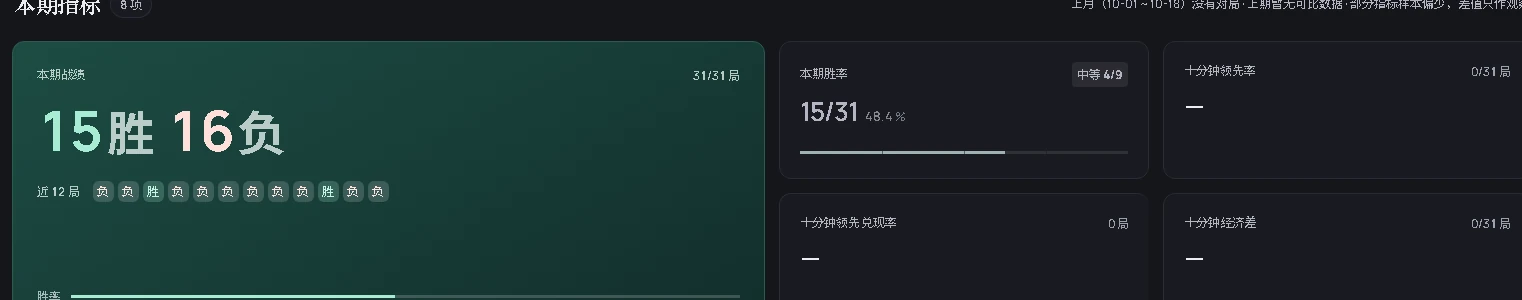 本期指标 8 项
上月（10-01 ~ 10-18）没有对局 · 上期暂无可比数据 · 部分指标样本偏少，差值只作观察
本期战绩 31/31 局
15胜 16负
近 12 局 负 负 胜 负 负 负 负 负 负 胜 负 负
胜率
本期胜率 中等 4/9
15/31 48.4%
十分钟领先率 0/31 局
—
十分钟领先兑现率 0 局
—
十分钟经济差 0/31 局
—